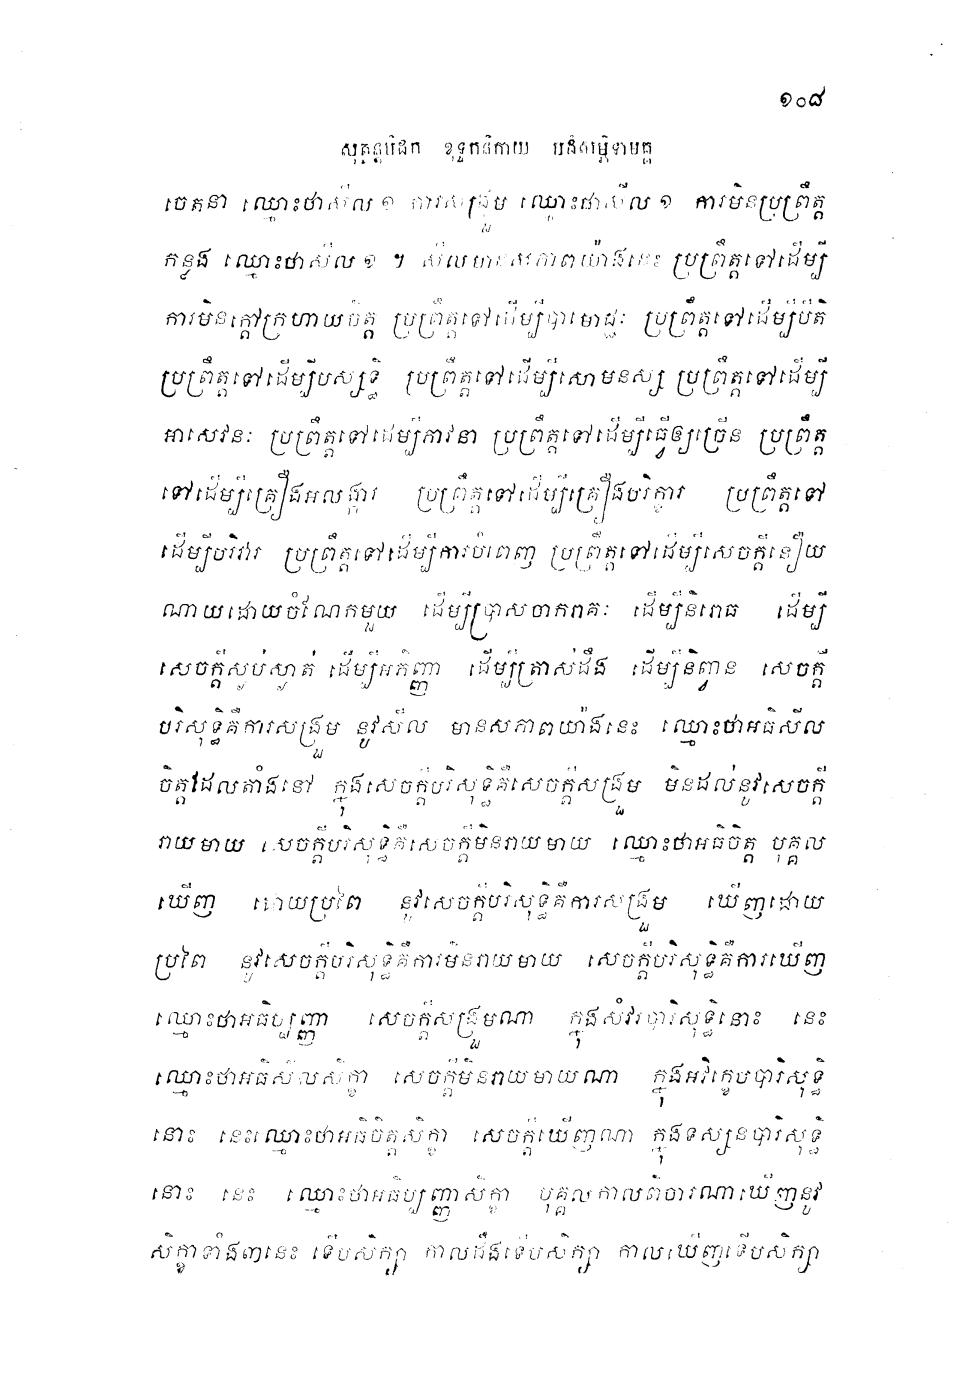 ១០៨
សុត្តន្តបិដក ខុទ្ទកនិកាយ បដិសម្ភិទាមគ្គ
ចេតនា ឈ្មោះថាសីល ១ ការសង្រួម ឈ្មោះថាសីល ១ ការមិនប្រព្រឹត្ត
កន្លង ឈ្មោះថាសីល ១ ។ សីលមានសភាពយ៉ាងនេះ ប្រព្រឹត្តទៅដើម្បី
ការមិនក្តៅក្រហាយចិត្ត ប្រព្រឹត្តទៅដើម្បីបាមោជ្ជៈ ប្រព្រឹត្តទៅដើម្បីបីតិ
ប្រព្រឹត្តទៅដើម្បីបស្សទ្ធិ ប្រព្រឹត្តទៅដើម្បីសោមនស្ស ប្រព្រឹត្តទៅដើម្បី
អាសេវនៈ ប្រព្រឹត្តទៅដើម្បីភាវនា ប្រព្រឹត្តទៅដើម្បីធ្វើឲ្យច្រើន ប្រព្រឹត្ត
ទៅដើម្បីគ្រឿងអលង្ការ ប្រព្រឹត្តទៅដើម្បីគ្រឿងបរិក្ខារ ប្រព្រឹត្តទៅ
ដើម្បីបរិវារ ប្រព្រឹត្តទៅដើម្បីការបំពេញ ប្រព្រឹត្តទៅដើម្បីសេចក្តីនឿយ
ណាយដោយចំណែកមួយ ដើម្បីប្រាសចាករាគៈ ដើម្បីនិរោធ ដើម្បី
សេចក្តីស្ងប់ស្ងាត់ ដើម្បីអភិញ្ញា ដើម្បីត្រាស់ដឹង ដើម្បីនិព្វាន សេចក្តី
បរិសុទ្ធិគឺការសង្រួម នូវសីល មានសភាពយ៉ាងនេះ ឈ្មោះថាអធិសីល
ចិត្តដែលតាំងនៅ ក្នុងសេចក្តីបរិសុទ្ធិគឺសេចក្តីសង្រួម មិនដល់នូវសេចក្តី
រាយមាយ សេចក្តីបរិសុទ្ធិគឺសេចក្តីមិនរាយមាយ ឈ្មោះថាអធិចិត្ត បុគ្គល
ឃើញ ដោយប្រពៃ នូវសេចក្តីបរិសុទ្ធិគឺការសង្រួម ឃើញដោយ
ប្រពៃ នូវសេចក្តីបរិសុទ្ធិគឺការមិនរាយមាយ សេចក្តីបរិសុទ្ធិគឺការឃើញ
ឈ្មោះថាអធិប្បញ្ញា សេចក្តីសង្រួមណា ក្នុងសំវរបារិសុទ្ធិនោះ នេះ
ឈ្មោះថាអធិសីលសិក្ខា សេចក្តីមិនរាយមាយណា ក្នុងអវិក្ខេបបារិសុទ្ធិ
នោះ នេះឈ្មោះថាអធិចិត្តសិក្ខា សេចក្តីឃើញណា ក្នុងទស្សនបារិសុទ្ធិ
នោះ នេះ ឈ្មោះថាអធិប្បញ្ញាសិក្ខា បុគ្គលកាលពិចារណាឃើញនូវ
សិក្ខាទាំង៣នេះ ទើបសិក្សា កាលដឹងទើបសិក្សា កាលឃើញទើបសិក្សា